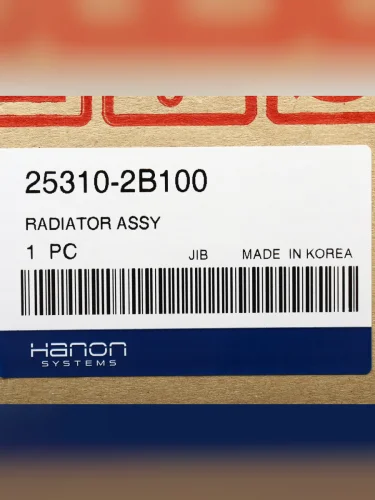 25310-2B100
RADIATOR ASSY
1 PC JIB MADE IN KOREA
Hanon
SYSTEMS